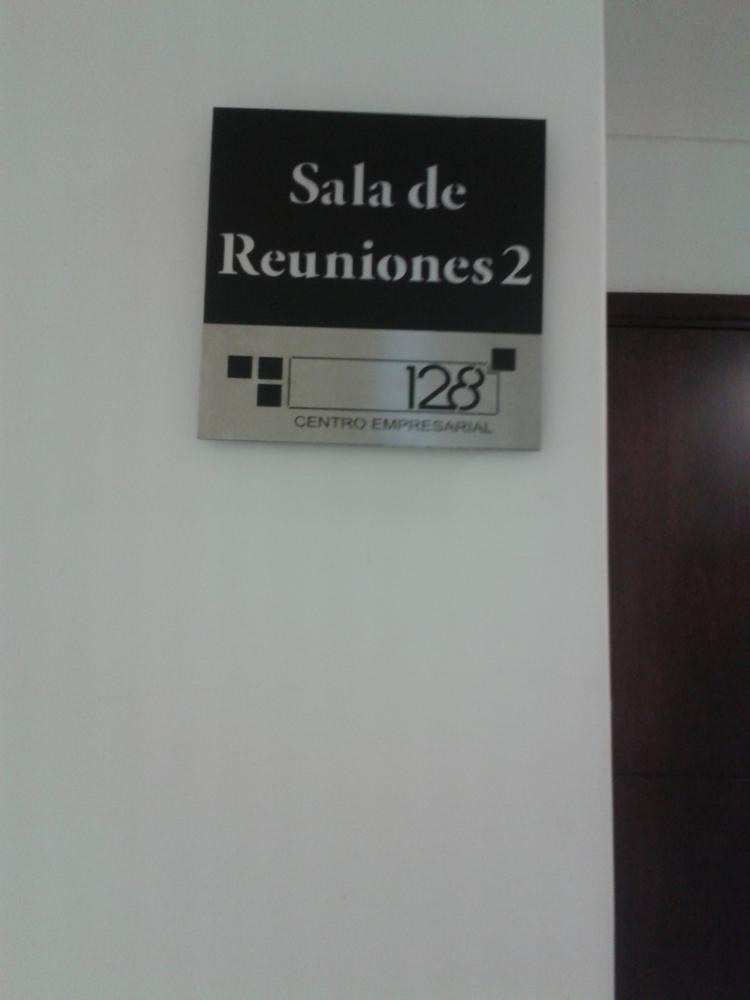 Sala de
Reuniones 2
128
CENTRO EMPRESARIAL